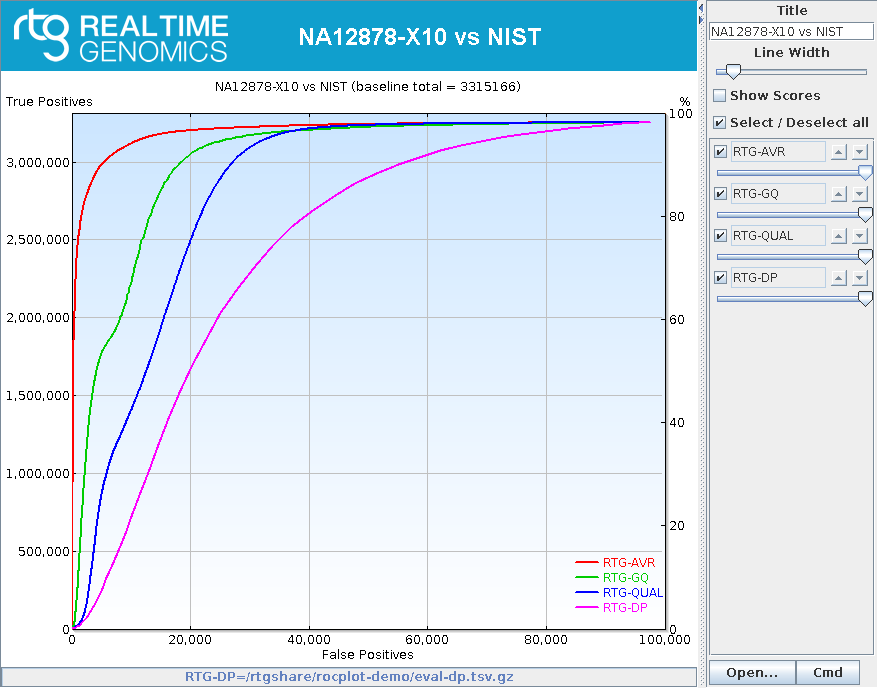 rtg REALTIME GENOMICS
NA12878-X10 vs NIST
NA12878-X10 vs NIST (baseline total = 3315166)
True Positives
%
100
3,000,000
80
2,500,000
2,000,000
60
1,500,000
40
1,000,000
20
500,000
RTG-AVR
RTG-GQ
RTG-QUAL
RTG-DP
0
0
0
20,000
40,000
60,000
80,000
100,000
False Positives
RTG-DP=/rtgshare/rocplot-demo/eval-dp.tsv.gz
Title
NA12878-X10 vs NIST
Line Width
Show Scores
Select / Deselect all
RTG-AVR
RTG-GQ
RTG-QUAL
RTG-DP
Open... Cmd